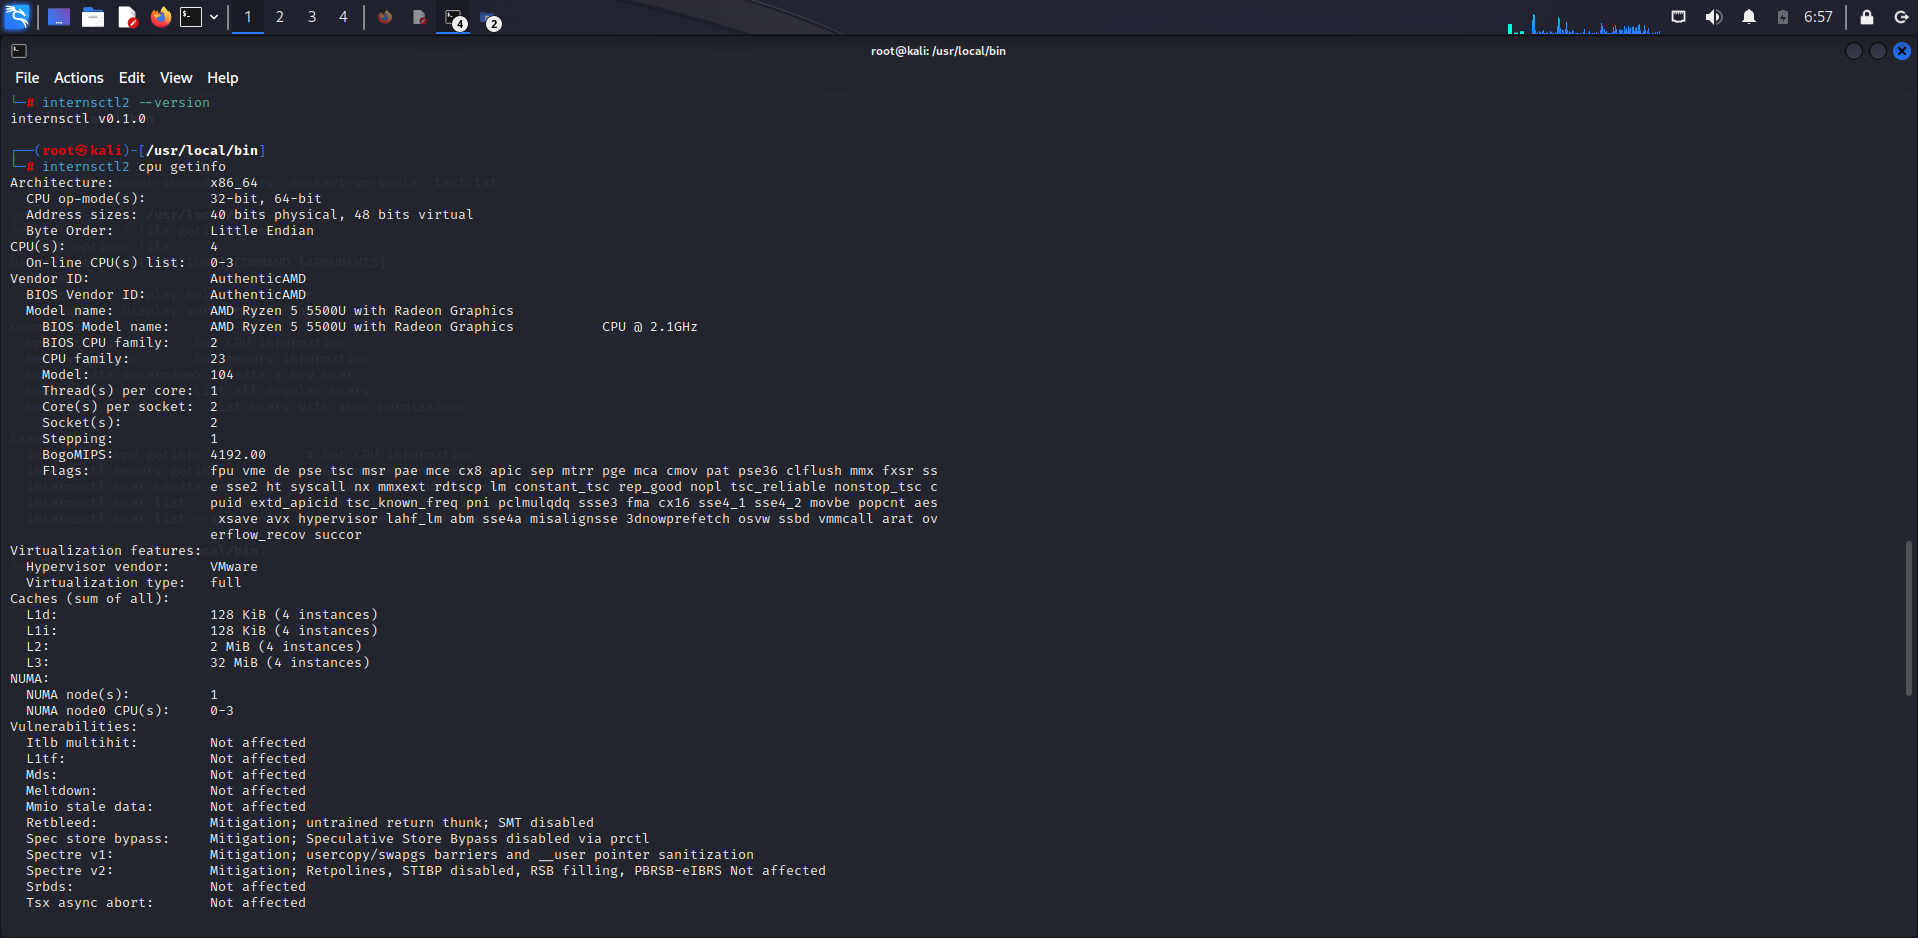 1 2 3 4 4 2 6:57
root@kali: /usr/local/bin
File Actions Edit View Help
└─# internsctl2 --version
internsctl v0.1.0
┌──(root㉿kali)-[/usr/local/bin]
└─# internsctl2 cpu getinfo
Architecture: x86_64
CPU op-mode(s): 32-bit, 64-bit
Address sizes: 40 bits physical, 48 bits virtual
Byte Order: Little Endian
CPU(s): 4
On-line CPU(s) list: 0-3
Vendor ID: AuthenticAMD
BIOS Vendor ID: AuthenticAMD
Model name: AMD Ryzen 5 5500U with Radeon Graphics
BIOS Model name: AMD Ryzen 5 5500U with Radeon Graphics CPU @ 2.1GHz
BIOS CPU family: 2
CPU family: 23
Model: 104
Thread(s) per core: 1
Core(s) per socket: 2
Socket(s): 2
Stepping: 1
BogoMIPS: 4192.00
Flags: fpu vme de pse tsc msr pae mce cx8 apic sep mtrr pge mca cmov pat pse36 clflush mmx fxsr ss
e sse2 ht syscall nx mmxext rdtscp lm constant_tsc rep_good nopl tsc_reliable nonstop_tsc c
puid extd_apicid tsc_known_freq pni pclmulqdq ssse3 fma cx16 sse4_1 sse4_2 movbe popcnt aes
xsave avx hypervisor lahf_lm abm sse4a misalignsse 3dnowprefetch osvw ssbd vmmcall arat ov
erflow_recov succor
Virtualization features:
Hypervisor vendor: VMware
Virtualization type: full
Caches (sum of all):
L1d: 128 KiB (4 instances)
L1i: 128 KiB (4 instances)
L2: 2 MiB (4 instances)
L3: 32 MiB (4 instances)
NUMA:
NUMA node(s): 1
NUMA node0 CPU(s): 0-3
Vulnerabilities:
Itlb multihit: Not affected
L1tf: Not affected
Mds: Not affected
Meltdown: Not affected
Mmio stale data: Not affected
Retbleed: Mitigation; untrained return thunk; SMT disabled
Spec store bypass: Mitigation; Speculative Store Bypass disabled via prctl
Spectre v1: Mitigation; usercopy/swapgs barriers and __user pointer sanitization
Spectre v2: Mitigation; Retpolines, STIBP disabled, RSB filling, PBRSB-eIBRS Not affected
Srbds: Not affected
Tsx async abort: Not affected